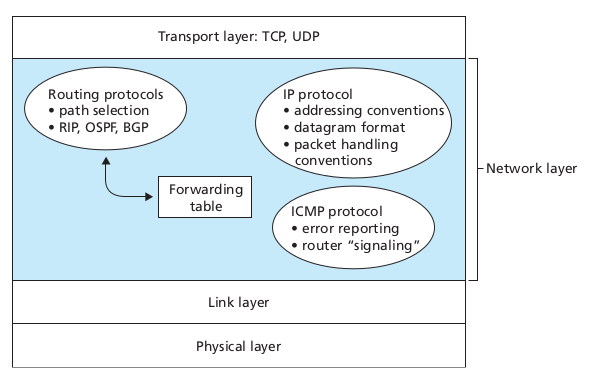 Transport layer: TCP, UDP
Routing protocols
• path selection
• RIP, OSPF, BGP
IP protocol
• addressing conventions
• datagram format
• packet handling
conventions
Forwarding
table
ICMP protocol
• error reporting
• router “signaling”
Network layer
Link layer
Physical layer